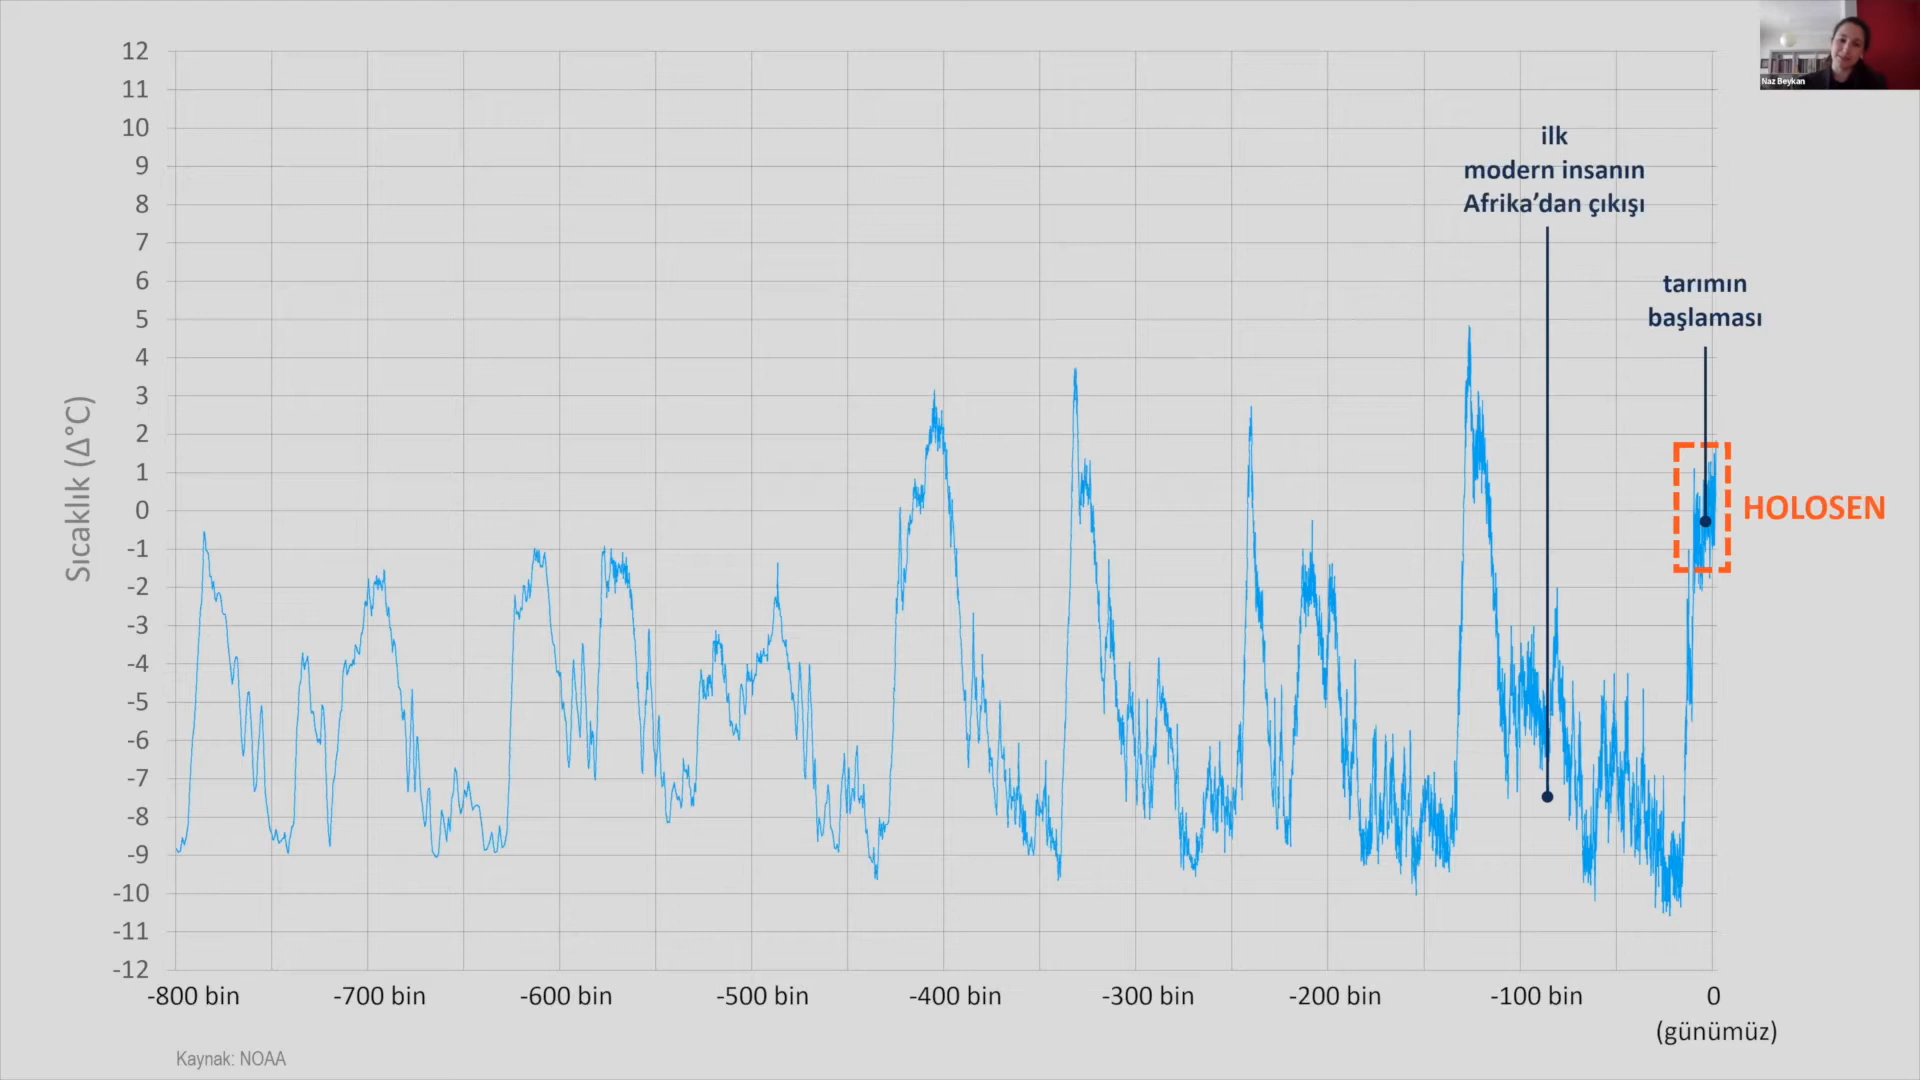 Naz Beykan
12
11
10
9
8
7
6
5
4
3
2
1
0
-1
-2
-3
-4
-5
-6
-7
-8
-9
-10
-11
-12
Sıcaklık (Δ°C)
ilk
modern insanın
Afrika’dan çıkışı
tarımın
başlaması
HOLOSEN
-800 bin
-700 bin
-600 bin
-500 bin
-400 bin
-300 bin
-200 bin
-100 bin
0
(günümüz)
Kaynak: NOAA